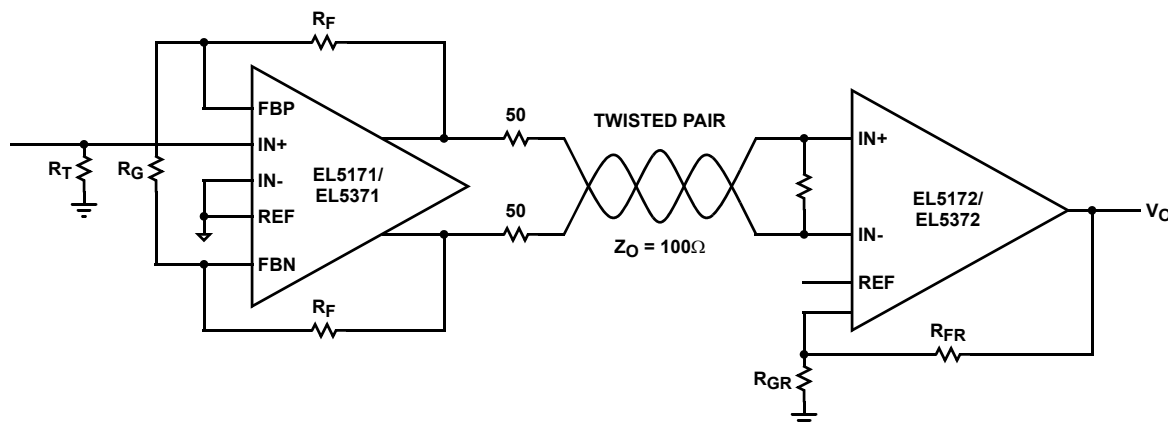 RF
FBP
IN+
RT
RG
IN-
REF
FBN
EL5171/
EL5371
RF
50
50
TWISTED PAIR
ZO = 100Ω
IN+
IN-
REF
EL5172/
EL5372
VO
RFR
RGR